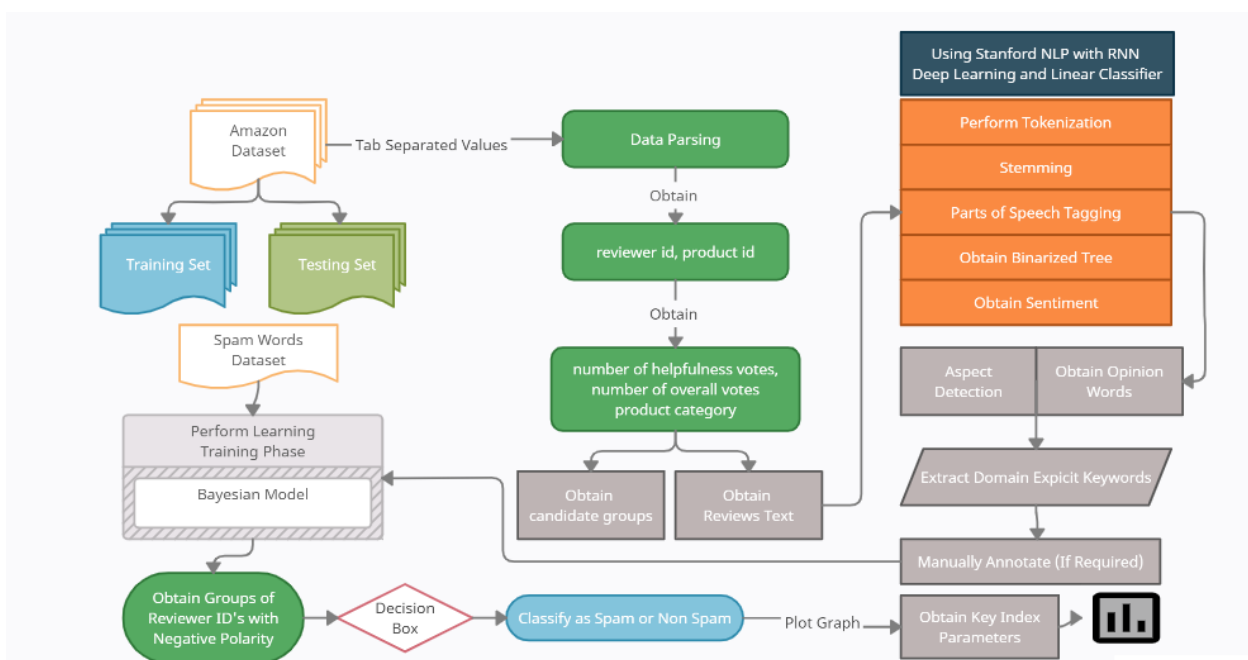 Using Stanford NLP with RNN
Deep Learning and Linear Classifier
Amazon
Dataset
Tab Separated Values
Data Parsing
Perform Tokenization
Stemming
Obtain
Parts of Speech Tagging
Training Set
Testing Set
reviewer id, product id
Obtain Binarized Tree
Obtain
Obtain Sentiment
Spam Words
Dataset
number of helpfulness votes,
number of overall votes
product category
Aspect
Detection
Obtain Opinion
Words
Perform Learning
Training Phase
Bayesian Model
Obtain
candidate groups
Obtain
Reviews Text
Extract Domain Expicit Keywords
Manually Annotate (If Required)
Obtain Groups of
Reviewer ID's with
Negative Polarity
Decision
Box
Classify as Spam or Non Spam
Plot Graph
Obtain Key Index
Parameters